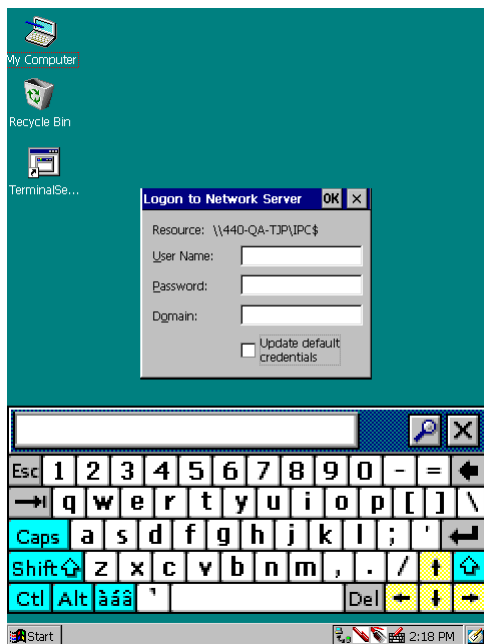 My Computer
Recycle Bin
TerminalSe...
Logon to Network Server OK
Resource: \\440-QA-TJP\IPC$
User Name:
Password:
Domain:
Update default
credentials
Esc 1 2 3 4 5 6 7 8 9 0 - =
q w e r t y u i o p [ ] \
Caps a s d f g h j k l ; '
Shift z x c v b n m , . /
Ctl Alt àáâ ' Del
Start 2:18 PM